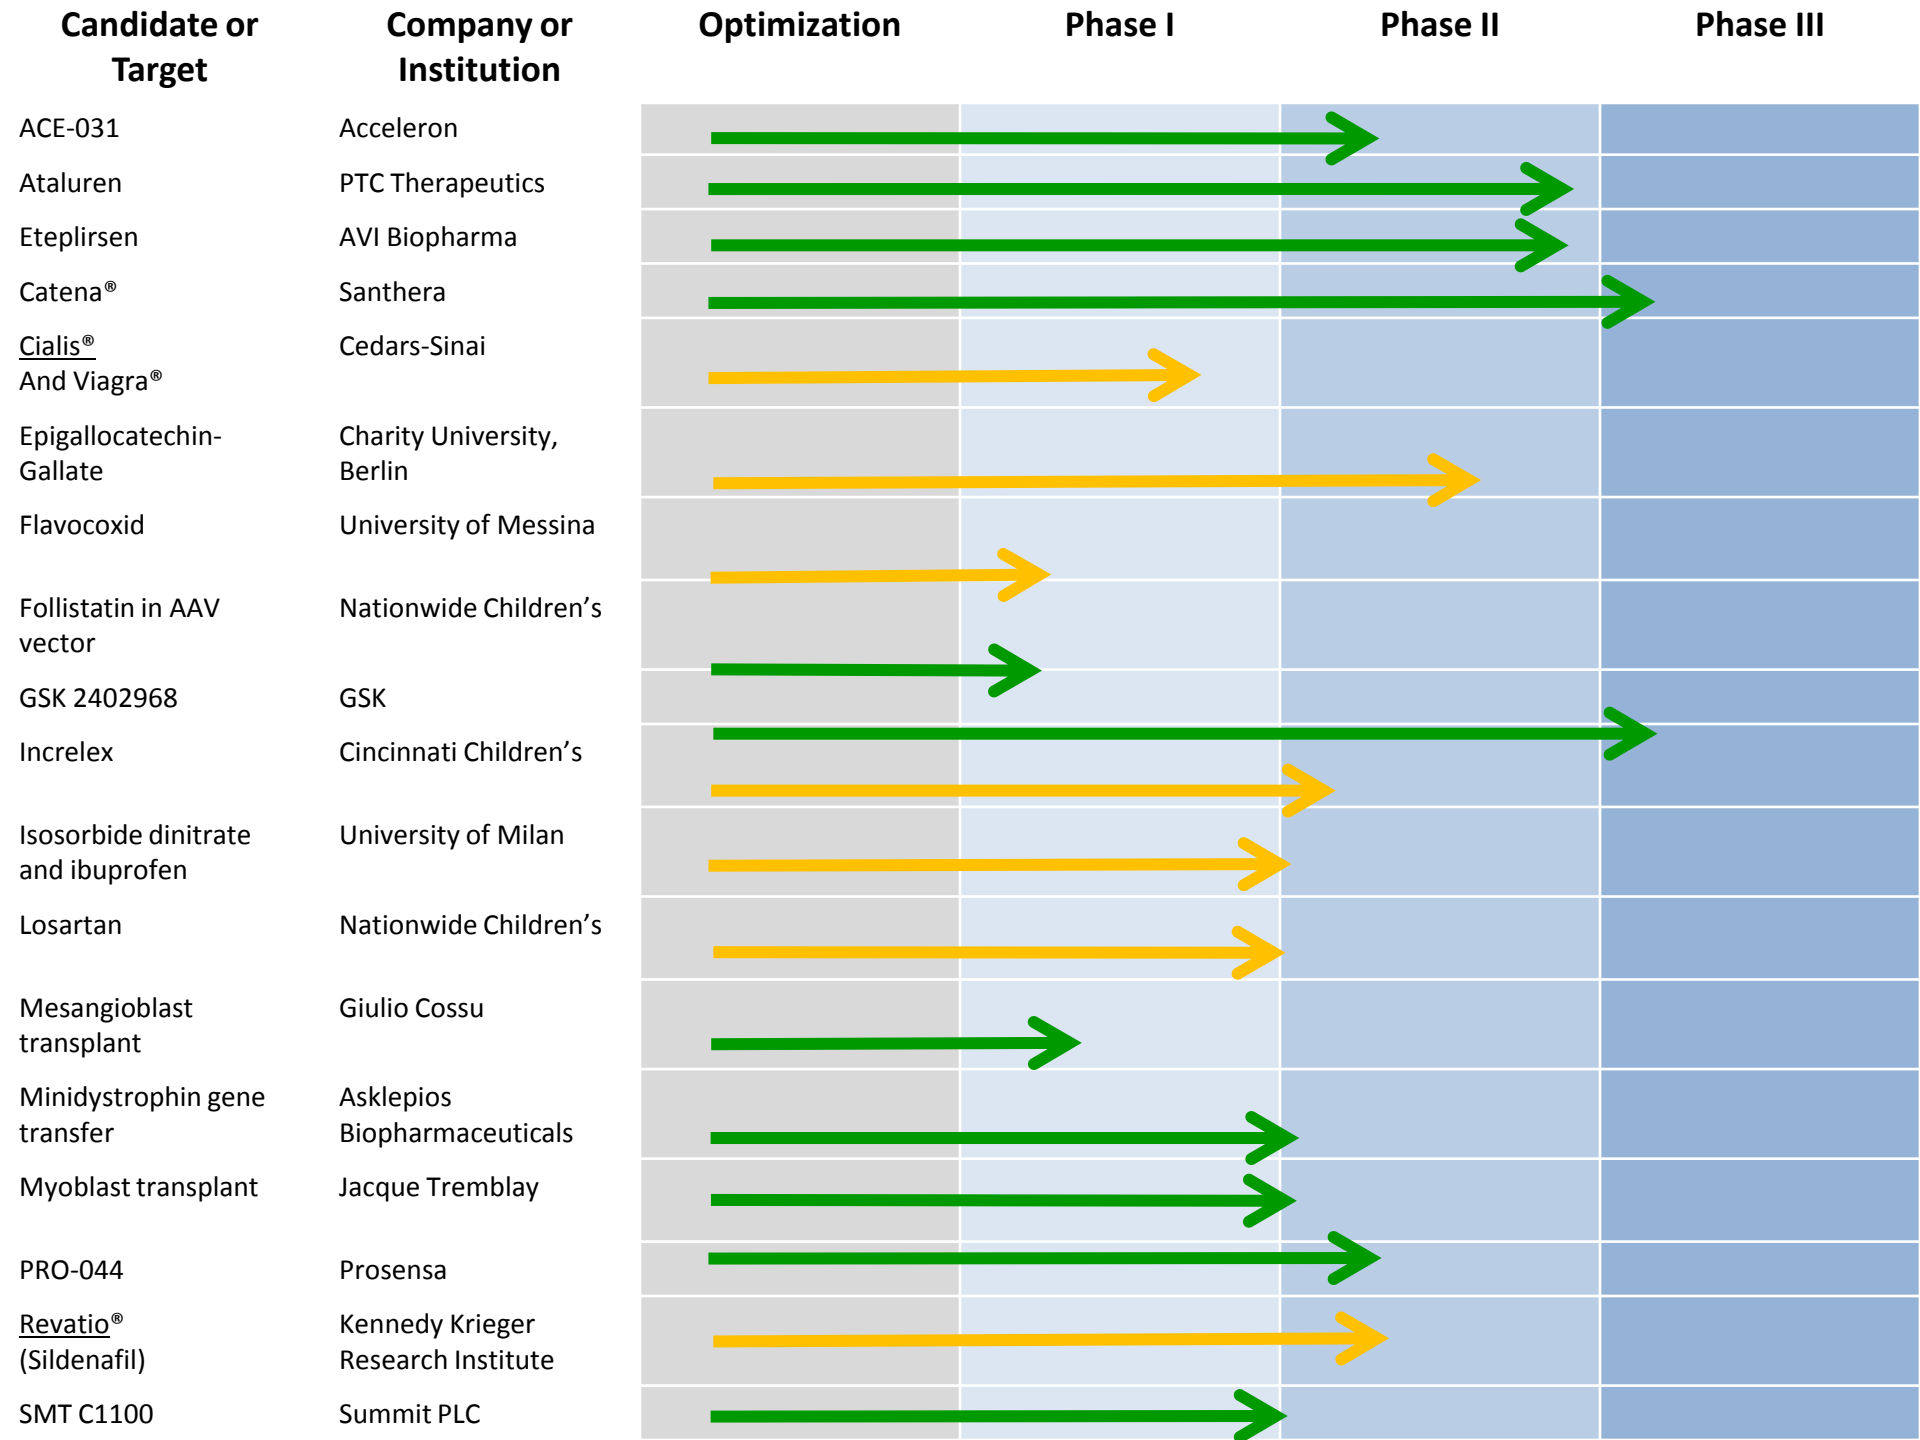 Candidate or Target
Company or Institution
Optimization
Phase I
Phase II
Phase III
ACE-031
Acceleron
Ataluren
PTC Therapeutics
Eteplirsen
AVI Biopharma
Catena®
Santhera
Cialis®
And Viagra®
Cedars-Sinai
Epigallocatechin-
Gallate
Charity University,
Berlin
Flavocoxid
University of Messina
Follistatin in AAV
vector
Nationwide Children’s
GSK 2402968
GSK
Increlex
Cincinnati Children’s
Isosorbide dinitrate
and ibuprofen
University of Milan
Losartan
Nationwide Children’s
Mesangioblast
transplant
Giulio Cossu
Minidystrophin gene
transfer
Asklepios
Biopharmaceuticals
Myoblast transplant
Jacque Tremblay
PRO-044
Prosensa
Revatio®
(Sildenafil)
Kennedy Krieger
Research Institute
SMT C1100
Summit PLC